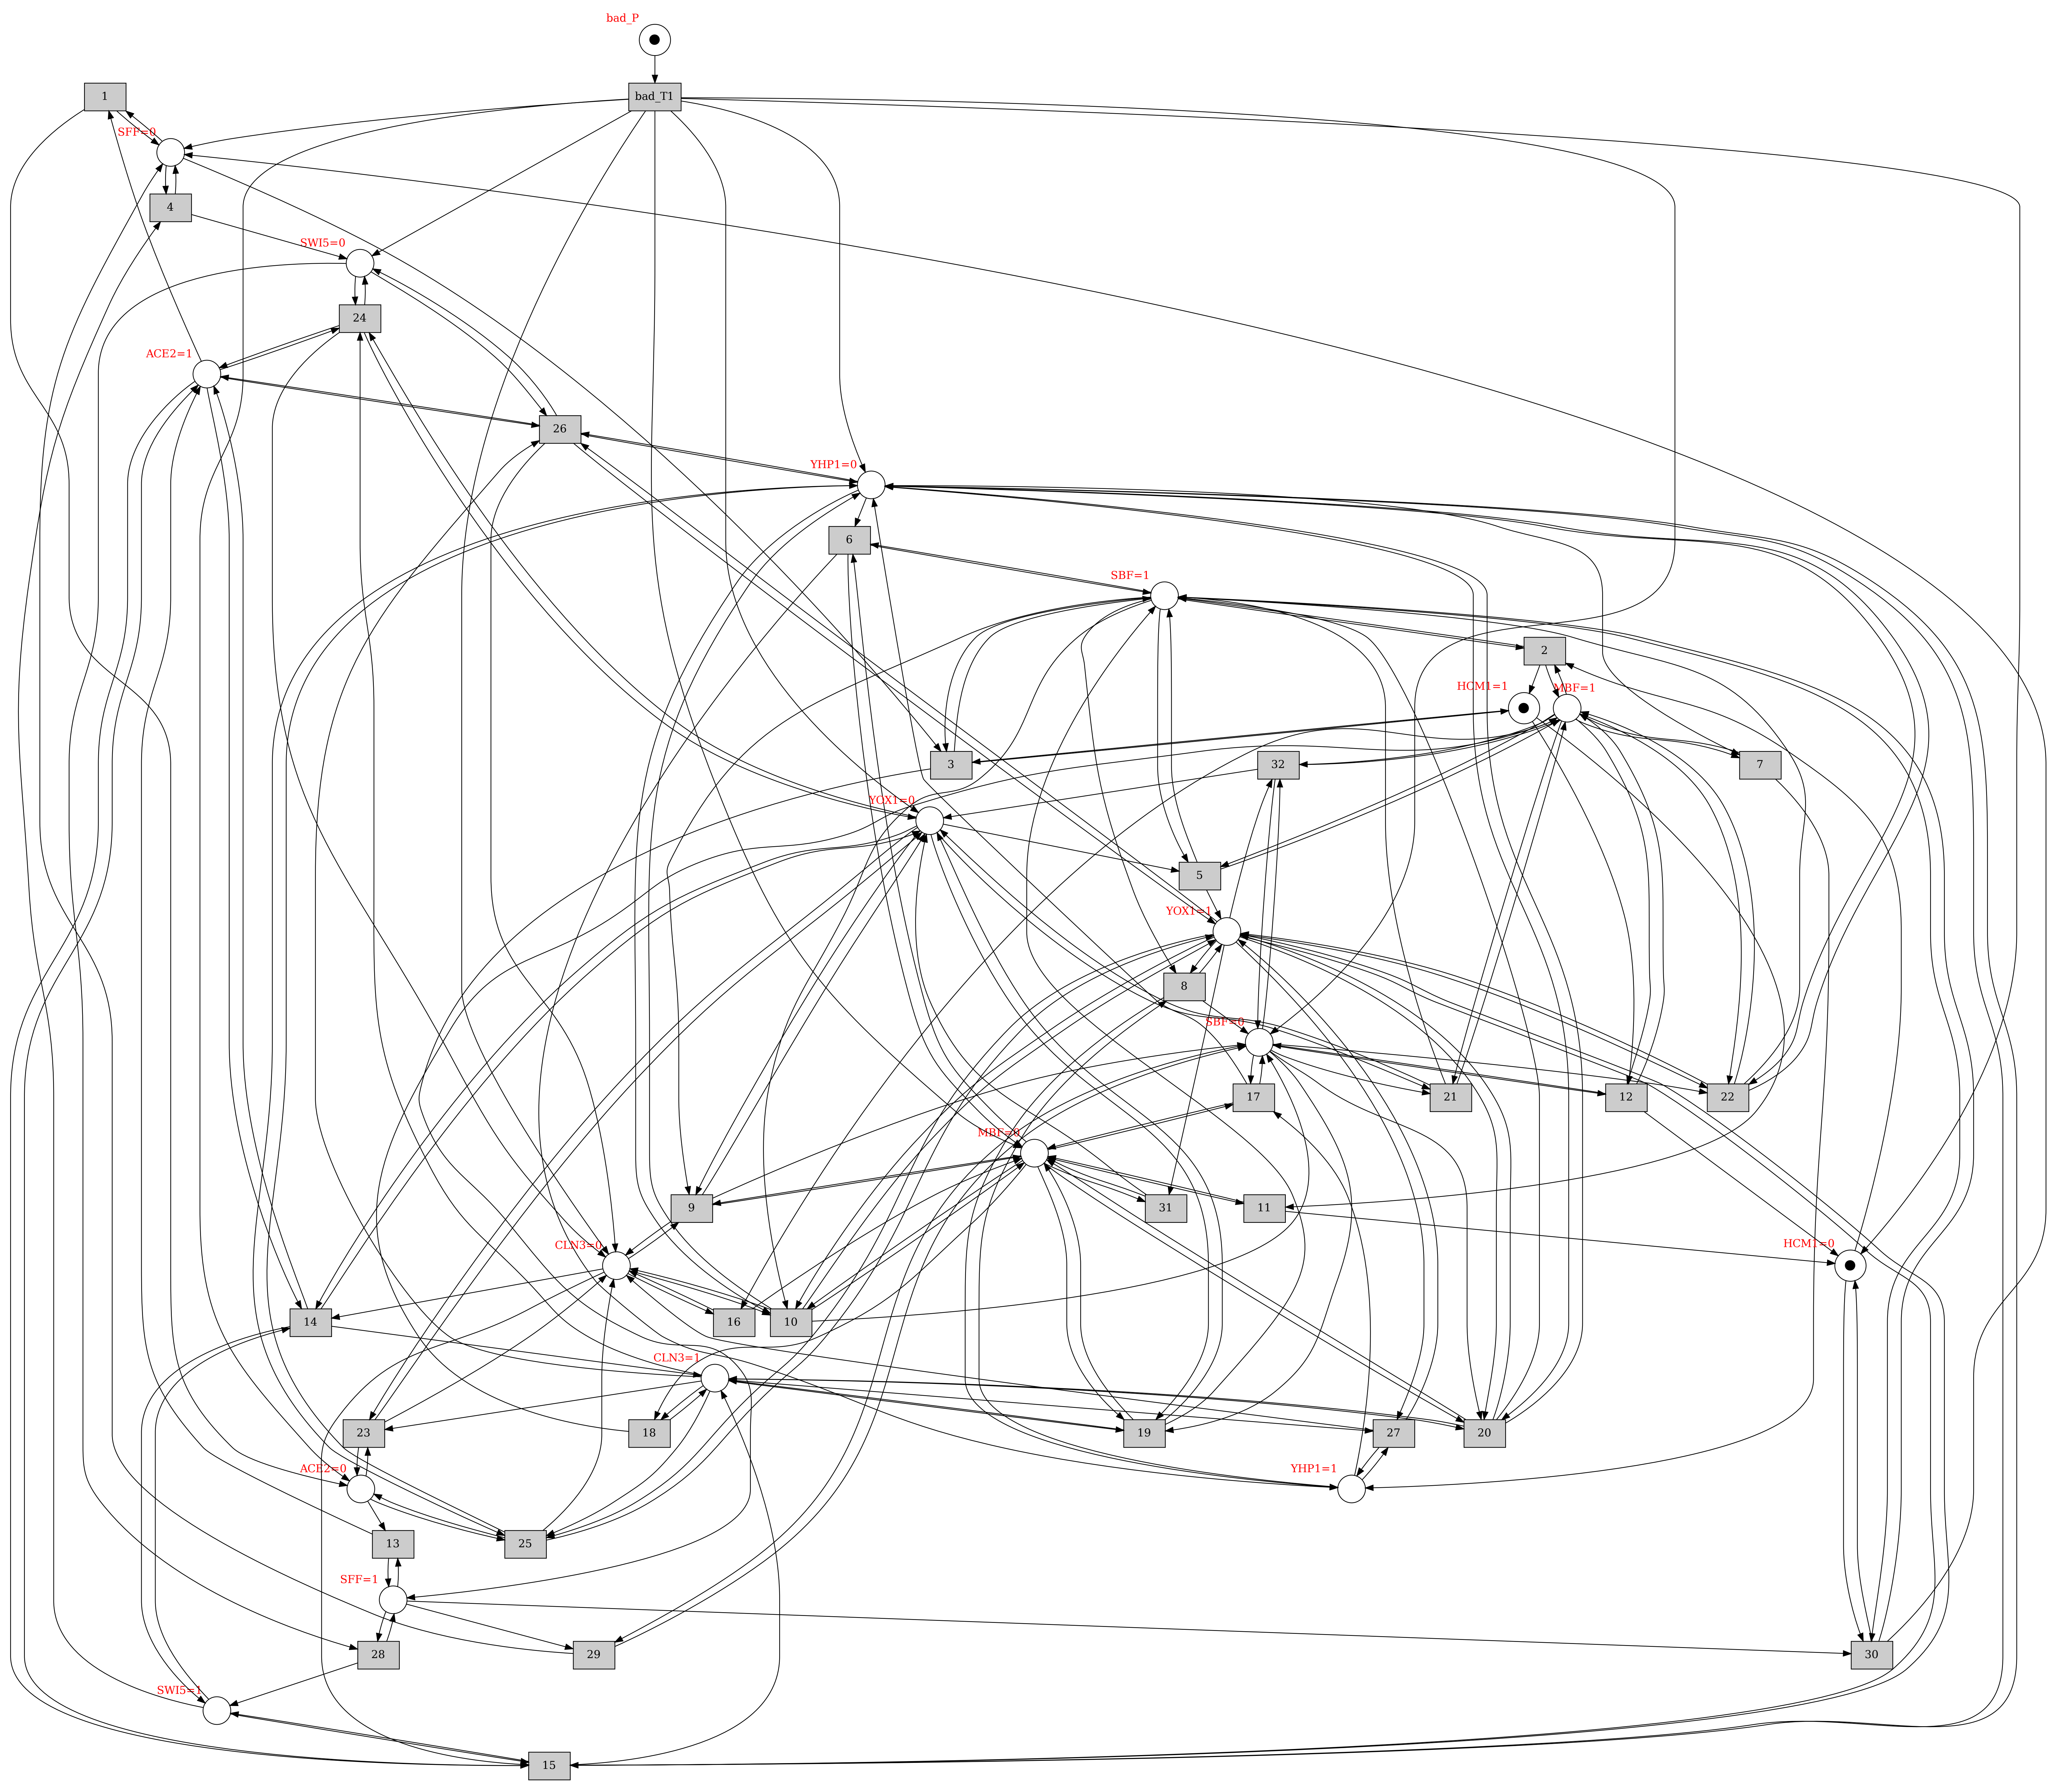 bad_P
1
bad_T1
SFF=0
4
SWI5=0
24
ACE2=1
26
YHP1=0
6
SBF=1
2
HCM1=1
MBF=1
3
32
7
YOX1=0
5
YOX1=1
8
SBF=0
17
21
12
22
MBF=0
9
31
11
CLN3=0
HCM1=0
14
16
10
CLN3=1
23
18
19
27
20
ACE2=0
YHP1=1
13
25
SFF=1
28
29
30
SWI5=1
15